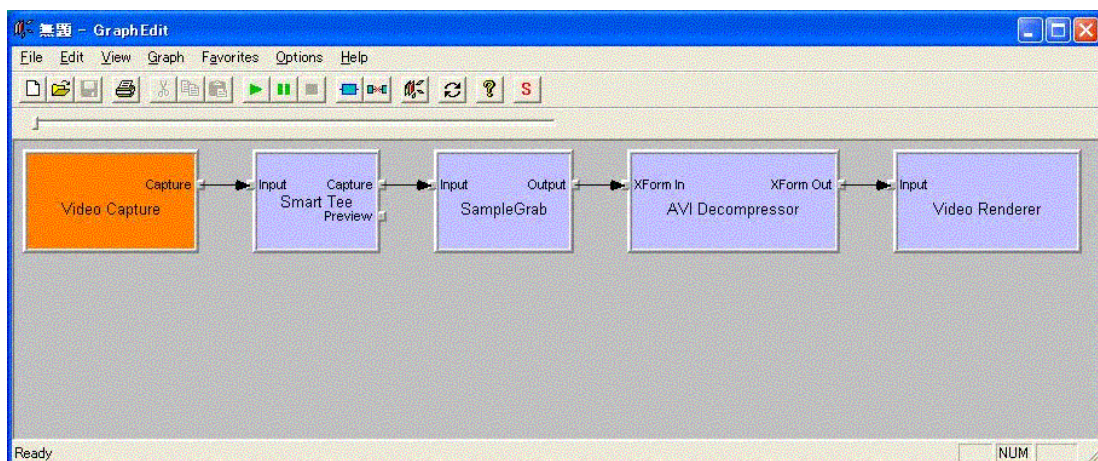 無題 - GraphEdit
File Edit View Graph Favorites Options Help
S
Capture
Video Capture
Input Capture
Smart Tee
Preview
Input Output
SampleGrab
XForm In XForm Out
AVI Decompressor
Input
Video Renderer
Ready
NUM